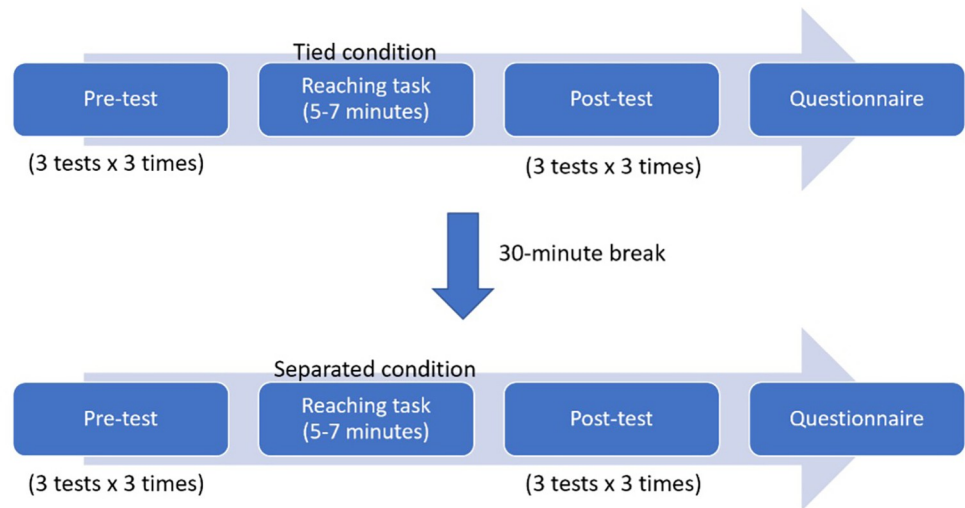 Tied condition
Pre-test
Reaching task
(5-7 minutes)
Post-test
Questionnaire
(3 tests x 3 times)
(3 tests x 3 times)
30-minute break
Separated condition
Pre-test
Reaching task
(5-7 minutes)
Post-test
Questionnaire
(3 tests x 3 times)
(3 tests x 3 times)